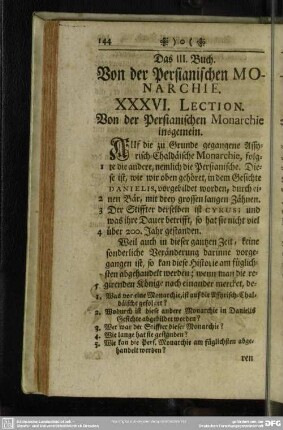 144
Das III. Buch.
Von der Persianischen MO-
NARCHIE.
XXXVI. LECTION.
Von der Persianischen Monarchie
insgemein.
AUf die zu Grunde gegangene Assy-
risch-Chaldäische Monarchie, folg-
1 te die andere, nemlich die Persianische. Die-
se ist, wie wir oben gehöret, in dem Gesichte
DANIELIS, vorgebildet worden, durch ei-
2 nen Bär, mit drey grossen langen Zähnen.
3 Der Stiffter derselben ist CYRUS; und
was ihre Dauer betrifft, so hat sie nicht viel
4 über 200. Jahr gestanden.
Weil auch in dieser gantzen Zeit, keine
sonderliche Veränderung darinne vorge-
gangen ist, so kan diese Historie am füglich-
sten abgehandelt werden; wenn man die re-
5 girenden Könige nach einander mercket, de-
1. Was vor eine Monarchie, ist auf die Assyrisch-Chal-
däische gefolget?
2. Wodurch ist diese andere Monarchie in Danielis
Gesichte abgebildet worden?
3. Wer war der Stiffter dieser Monarchie?
4. Wie lange hat sie gestanden?
5. Wie kan die Pers. Monarchie am füglichsten abge-
handelt werden?
ren
DFG